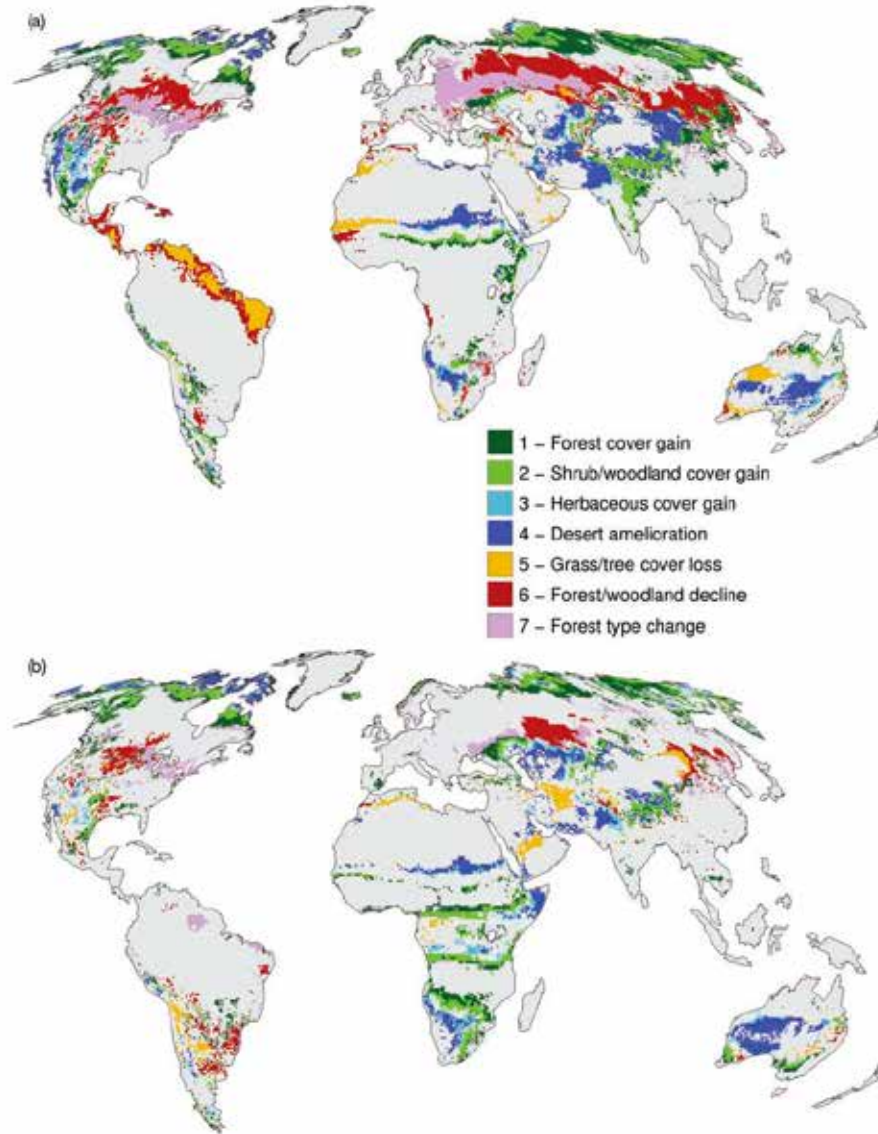 (a)
1 – Forest cover gain
2 – Shrub/woodland cover gain
3 – Herbaceous cover gain
4 – Desert amelioration
5 – Grass/tree cover loss
6 – Forest/woodland decline
7 – Forest type change
(b)